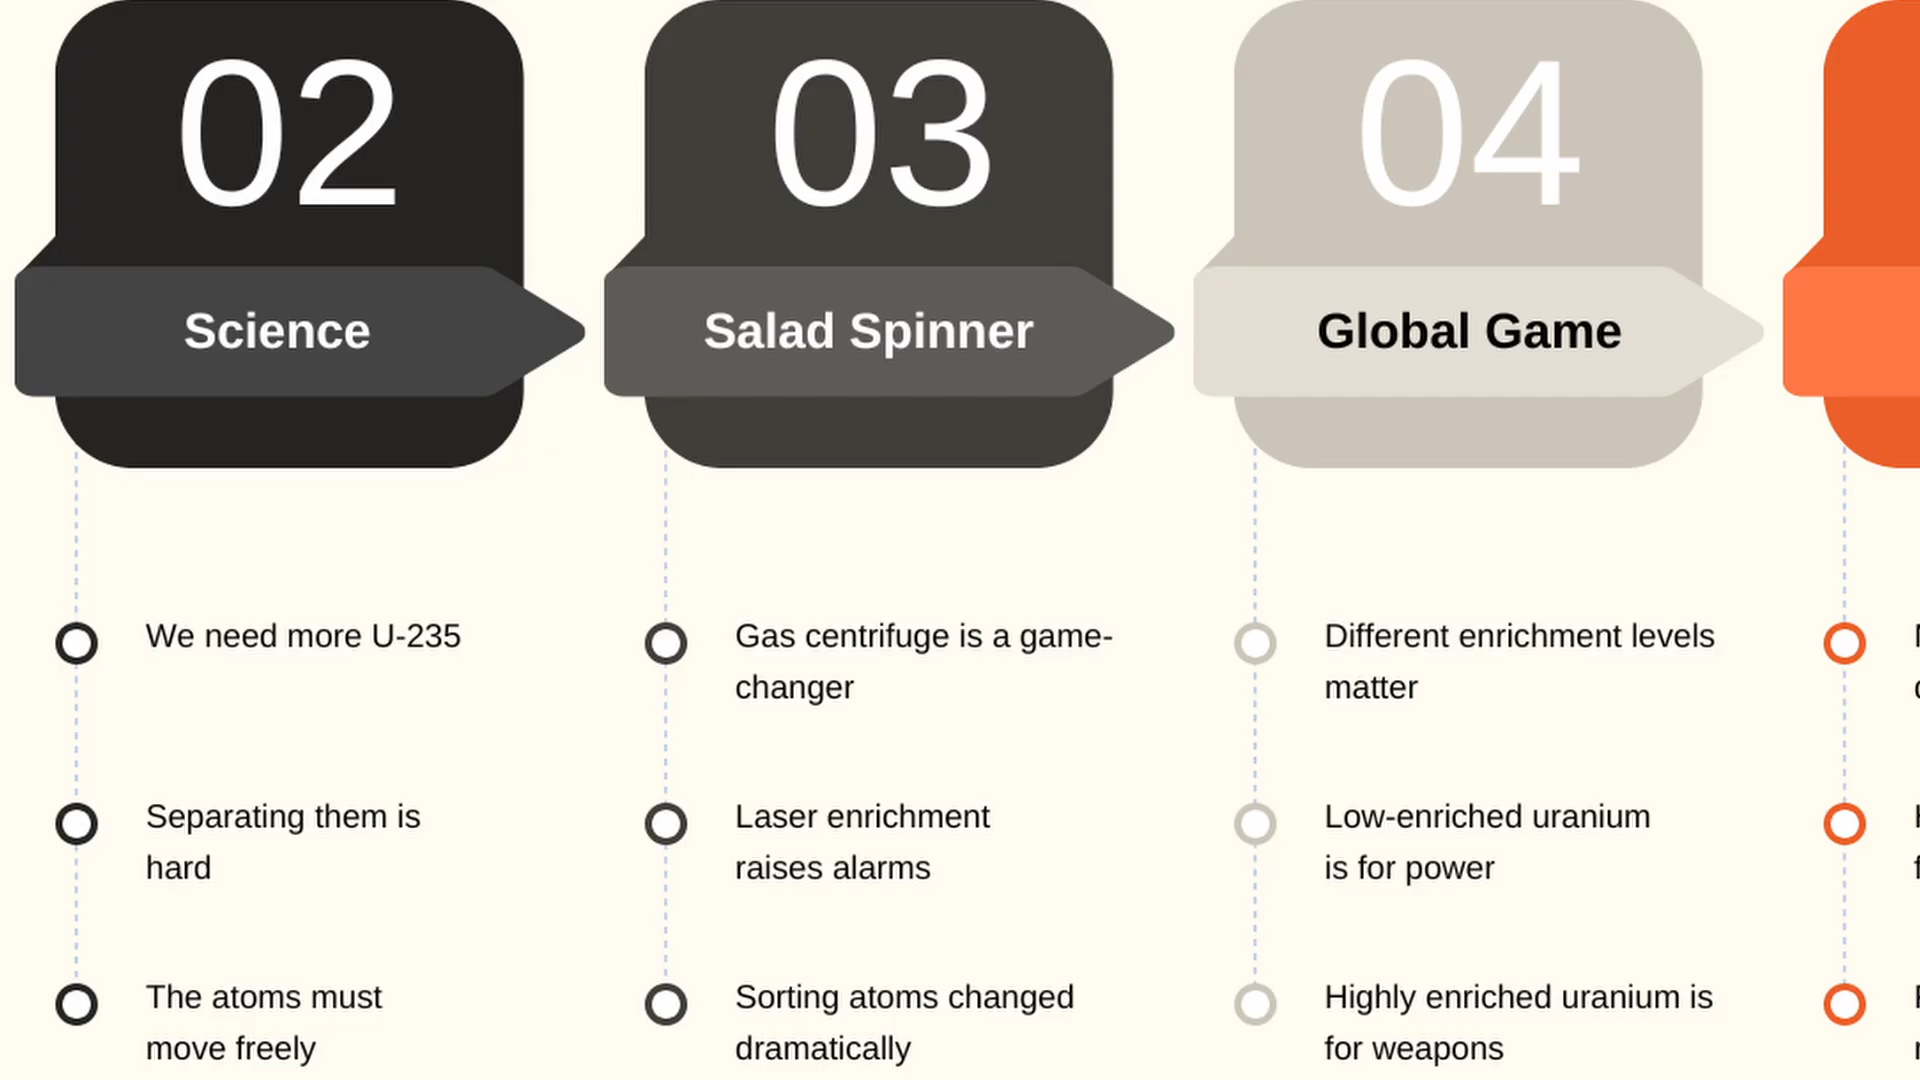 02
Science
We need more U-235
Separating them is
hard
The atoms must
move freely
03
Salad Spinner
Gas centrifuge is a game-
changer
Laser enrichment
raises alarms
Sorting atoms changed
dramatically
04
Global Game
Different enrichment levels
matter
Low-enriched uranium
is for power
Highly enriched uranium is
for weapons